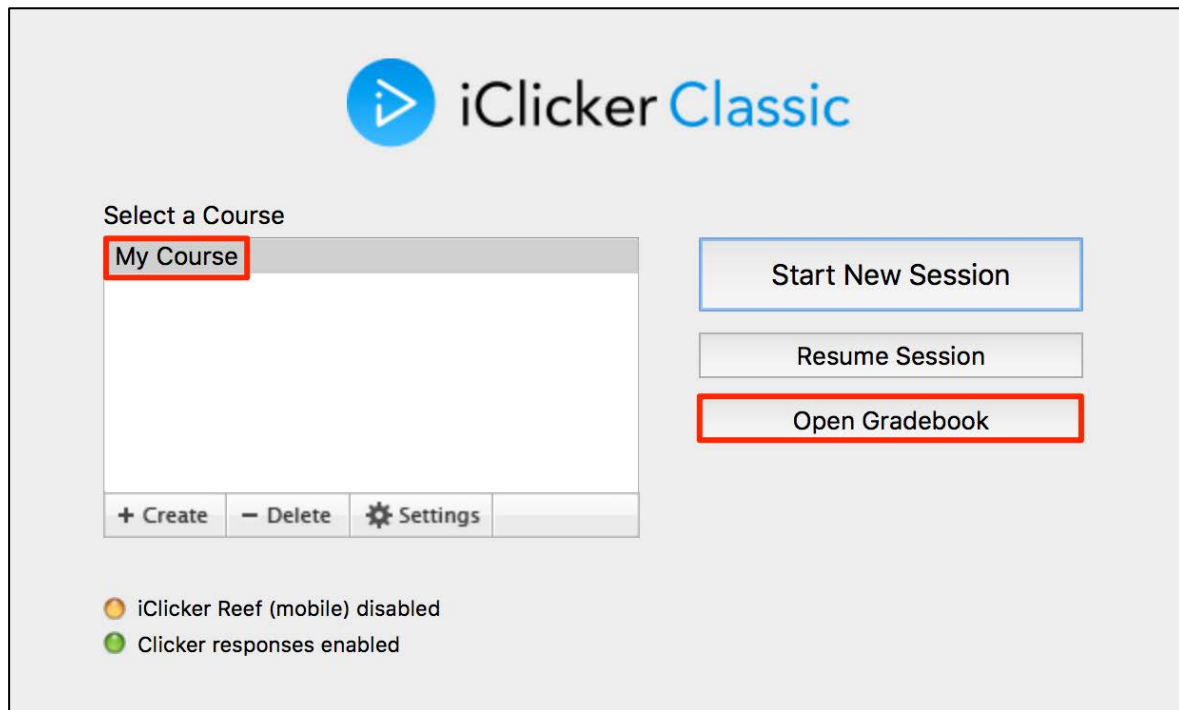 iClicker Classic
Select a Course
My Course
Start New Session
Resume Session
Open Gradebook
+ Create − Delete Settings
iClicker Reef (mobile) disabled
Clicker responses enabled